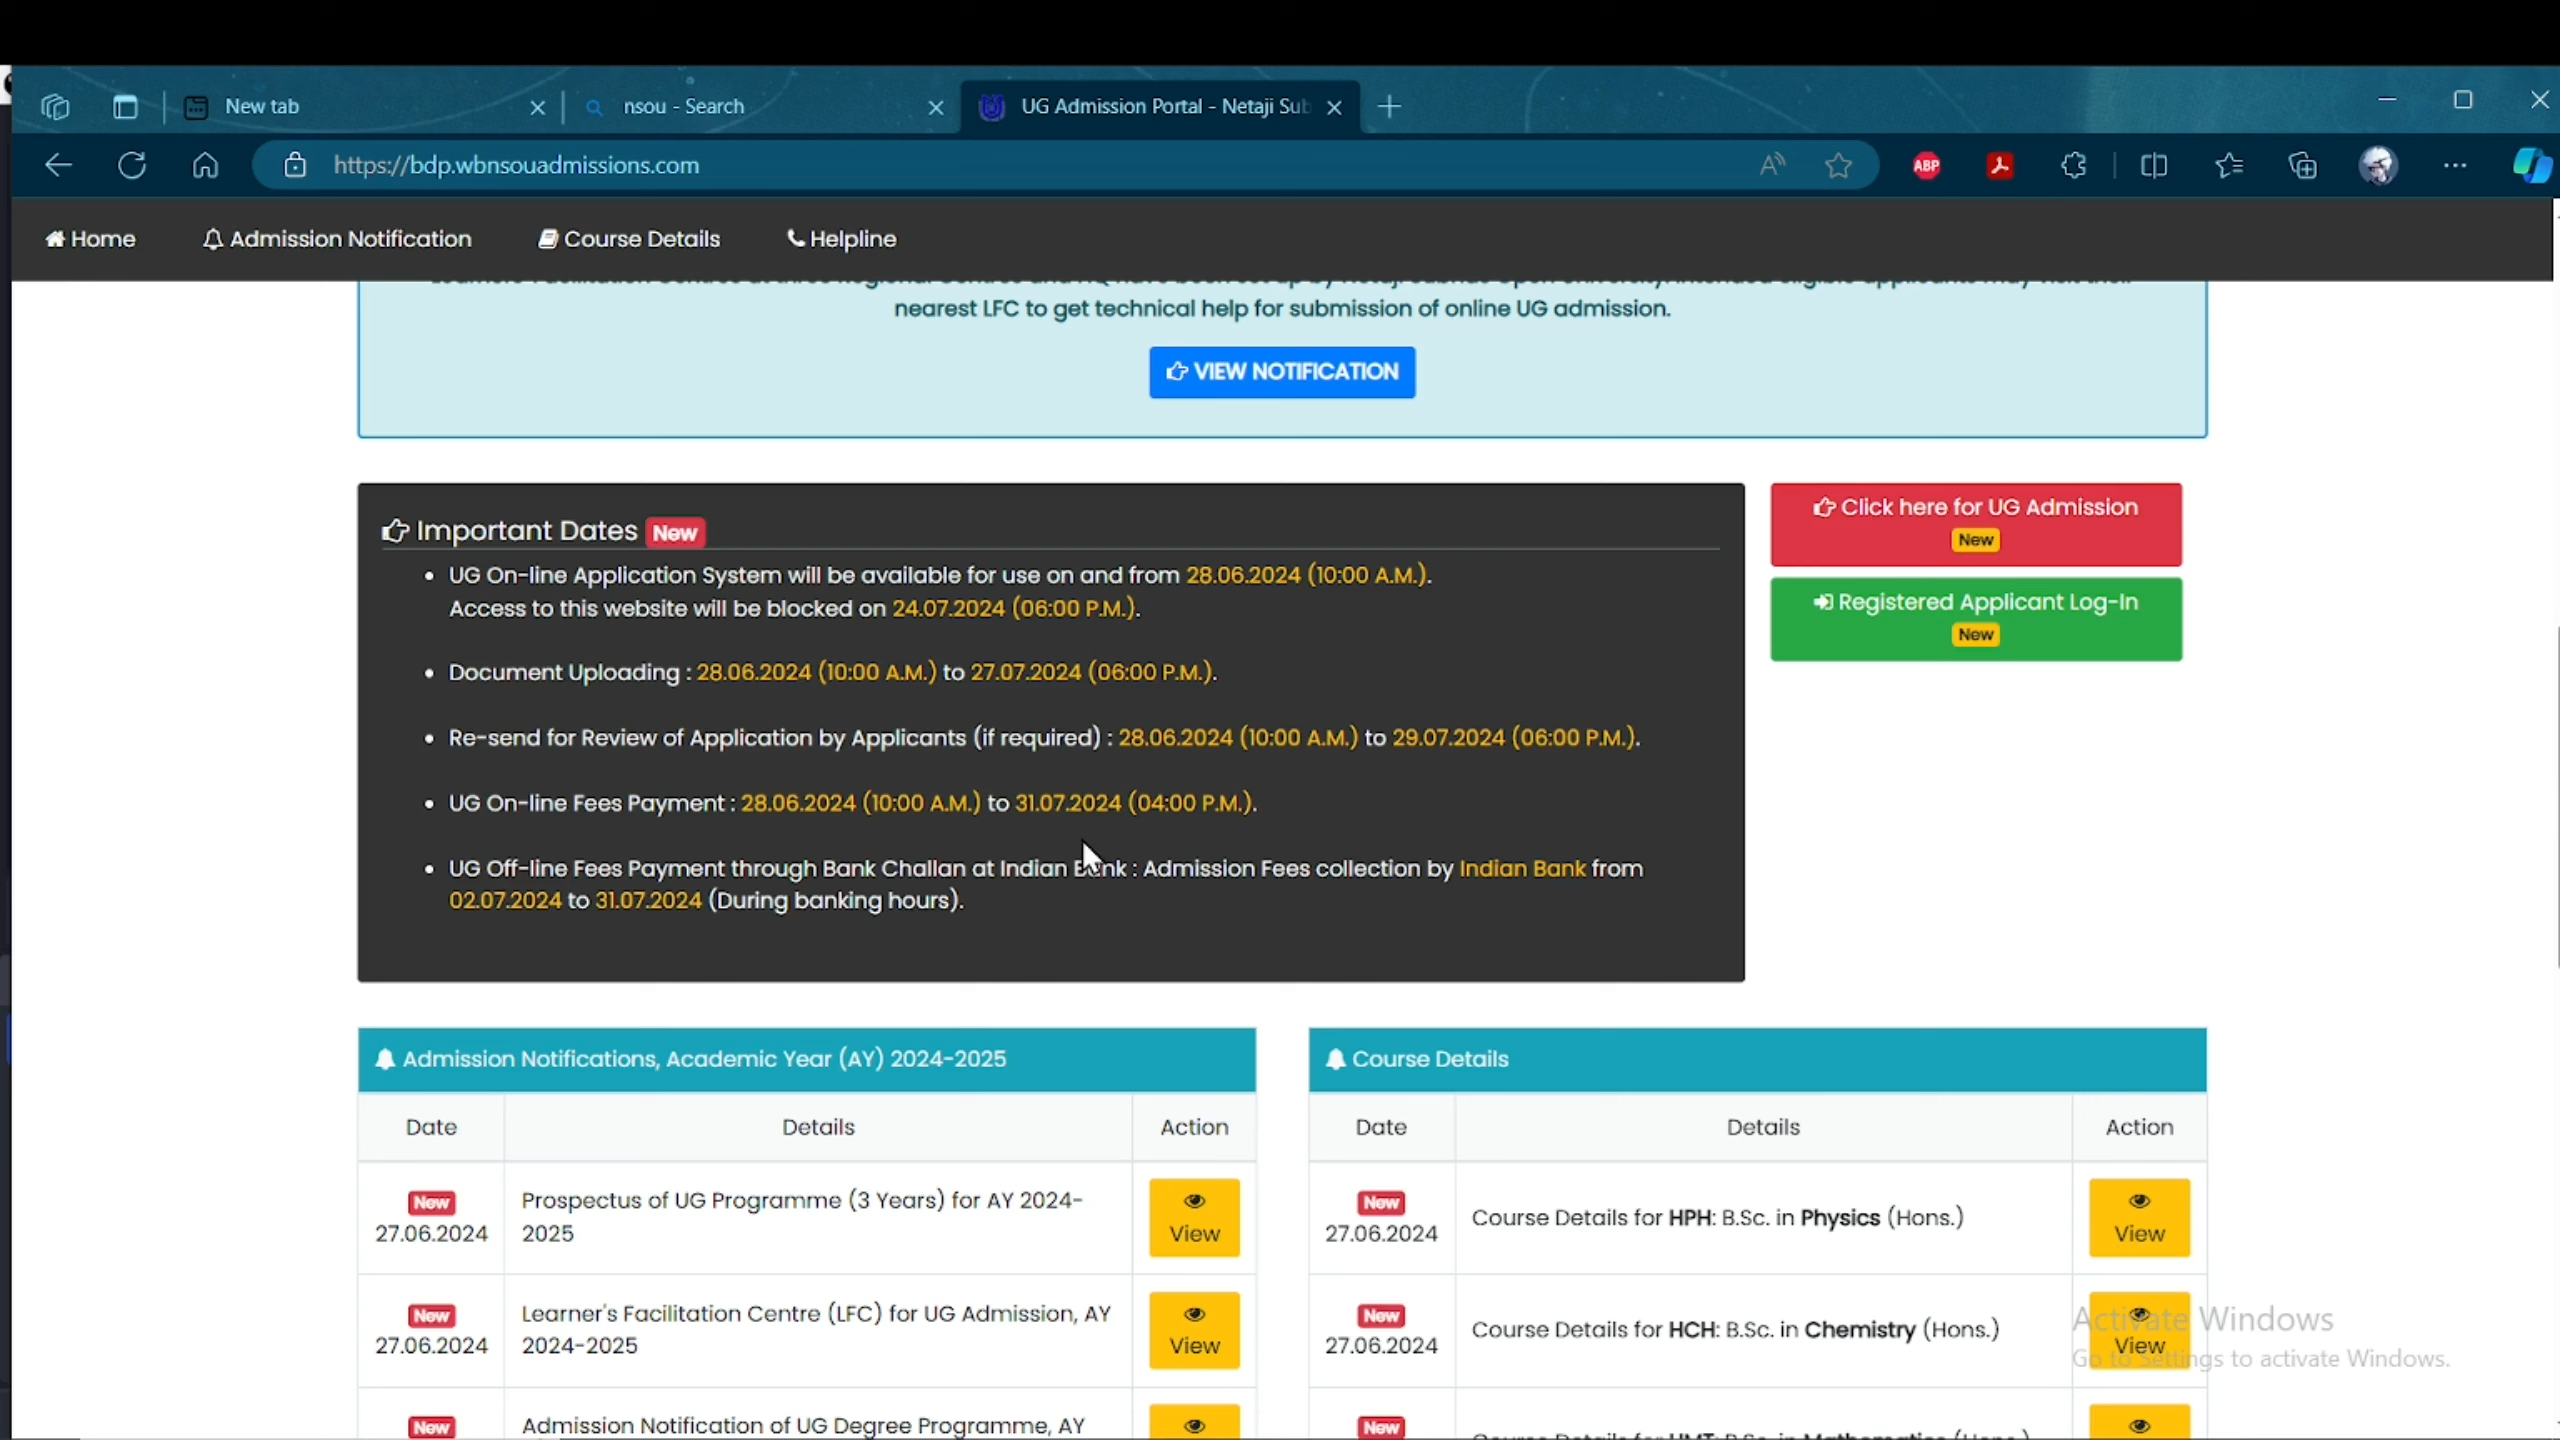 New tab
nsou - Search
UG Admission Portal - Netaji Sub
https://bdp.wbnsouadmissions.com
ABP
Home
Admission Notification
Course Details
Helpline
nearest LFC to get technical help for submission of online UG admission.
VIEW NOTIFICATION
Important Dates New
• UG On-line Application System will be available for use on and from 28.06.2024 (10:00 A.M.).
Access to this website will be blocked on 24.07.2024 (06:00 P.M.).
• Document Uploading : 28.06.2024 (10:00 A.M.) to 27.07.2024 (06:00 P.M.).
• Re-send for Review of Application by Applicants (if required) : 28.06.2024 (10:00 A.M.) to 29.07.2024 (06:00 P.M.).
• UG On-line Fees Payment : 28.06.2024 (10:00 A.M.) to 31.07.2024 (04:00 P.M.).
• UG Off-line Fees Payment through Bank Challan at Indian Bank : Admission Fees collection by Indian Bank from
02.07.2024 to 31.07.2024 (During banking hours).
Click here for UG Admission
New
Registered Applicant Log-In
New
Admission Notifications, Academic Year (AY) 2024-2025
Date Details Action
New
27.06.2024
Prospectus of UG Programme (3 Years) for AY 2024-
2025
View
New
27.06.2024
Learner's Facilitation Centre (LFC) for UG Admission, AY
2024-2025
View
New
Admission Notification of UG Degree Programme, AY
Course Details
Date Details Action
New
27.06.2024
Course Details for HPH: B.Sc. in Physics (Hons.)
View
New
27.06.2024
Course Details for HCH: B.Sc. in Chemistry (Hons.)
View
New
Activate Windows
Go to Settings to activate Windows.